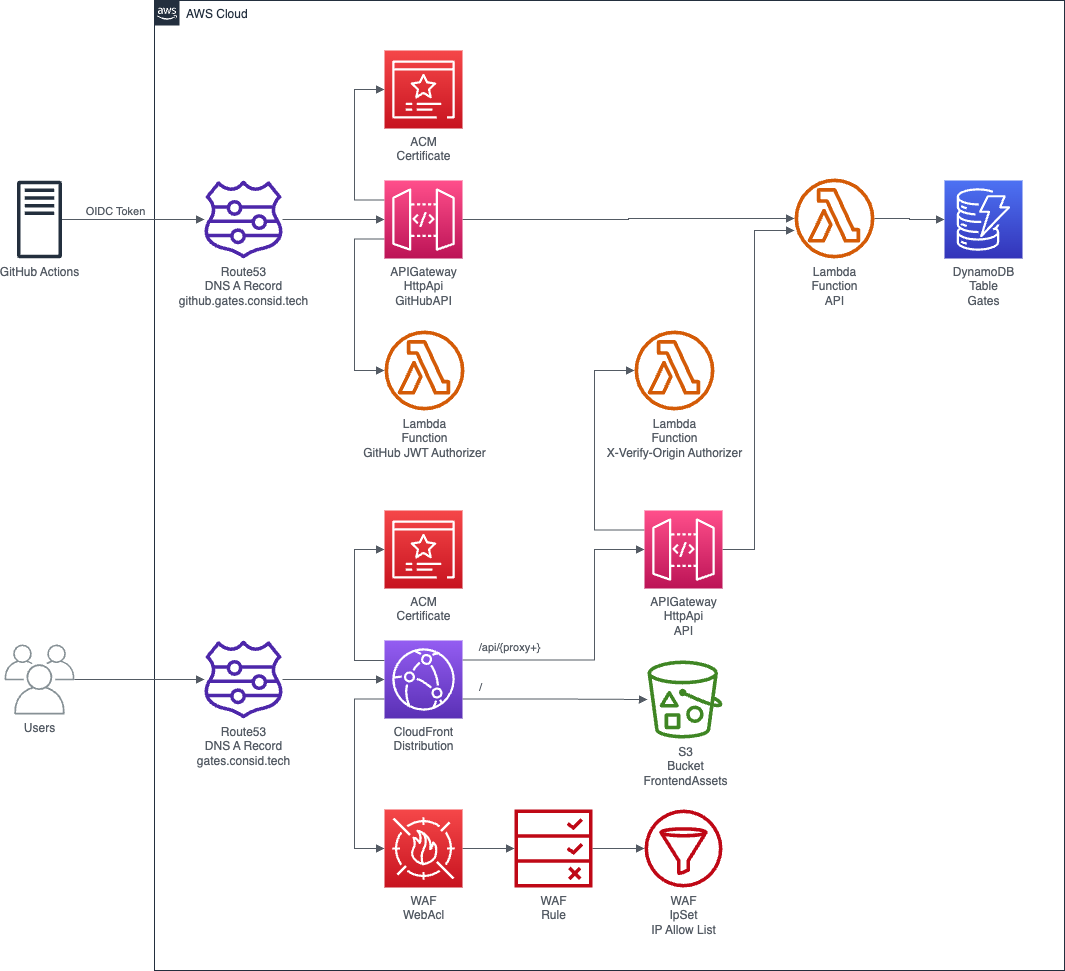 aws
AWS Cloud
ACM
Certificate
OIDC Token
GitHub Actions
Route53
DNS A Record
github.gates.consid.tech
APIGateway
HttpApi
GitHubAPI
Lambda
Function
API
DynamoDB
Table
Gates
Lambda
Function
GitHub JWT Authorizer
Lambda
Function
X-Verify-Origin Authorizer
ACM
Certificate
APIGateway
HttpApi
API
/api/{proxy+}
/
Users
Route53
DNS A Record
gates.consid.tech
CloudFront
Distribution
S3
Bucket
FrontendAssets
WAF
WebAcl
WAF
Rule
WAF
IpSet
IP Allow List